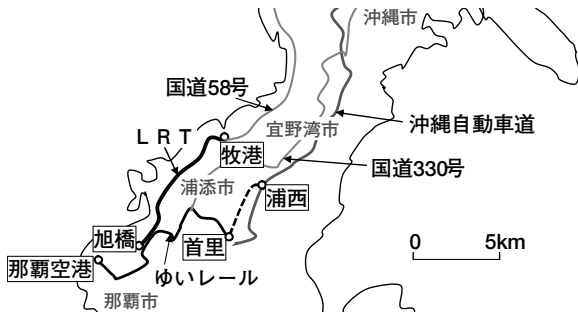 沖縄市
国道58号
宜野湾市
沖縄自動車道
LRT
牧港
国道330号
浦添市
浦西
旭橋
首里
0 5km
那覇空港
ゆいレール
那覇市